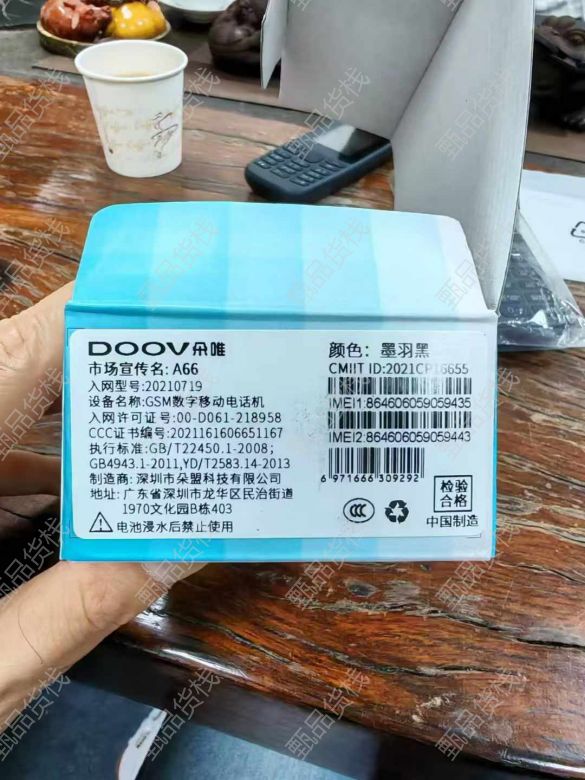 DOOV朵唯
市场宣传名: A66
入网型号:20210719
设备名称:GSM数字移动电话机
入网许可证号:00-D061-218958
CCC证书编号:2021161606651167
执行标准:GB/T22450.1-2008;
GB4943.1-2011,YD/T2583.14-2013
制造商: 深圳市朵盟科技有限公司
地址: 广东省深圳市龙华区民治街道
1970文化园B栋403
电池浸水后禁止使用
颜色: 墨羽黑
CMIIT ID:2021CP16655
IMEI1:864606059059435
IMEI2:864606059059443
6 971666 309292
CCC
检验
合格
中国制造
甄品货栈